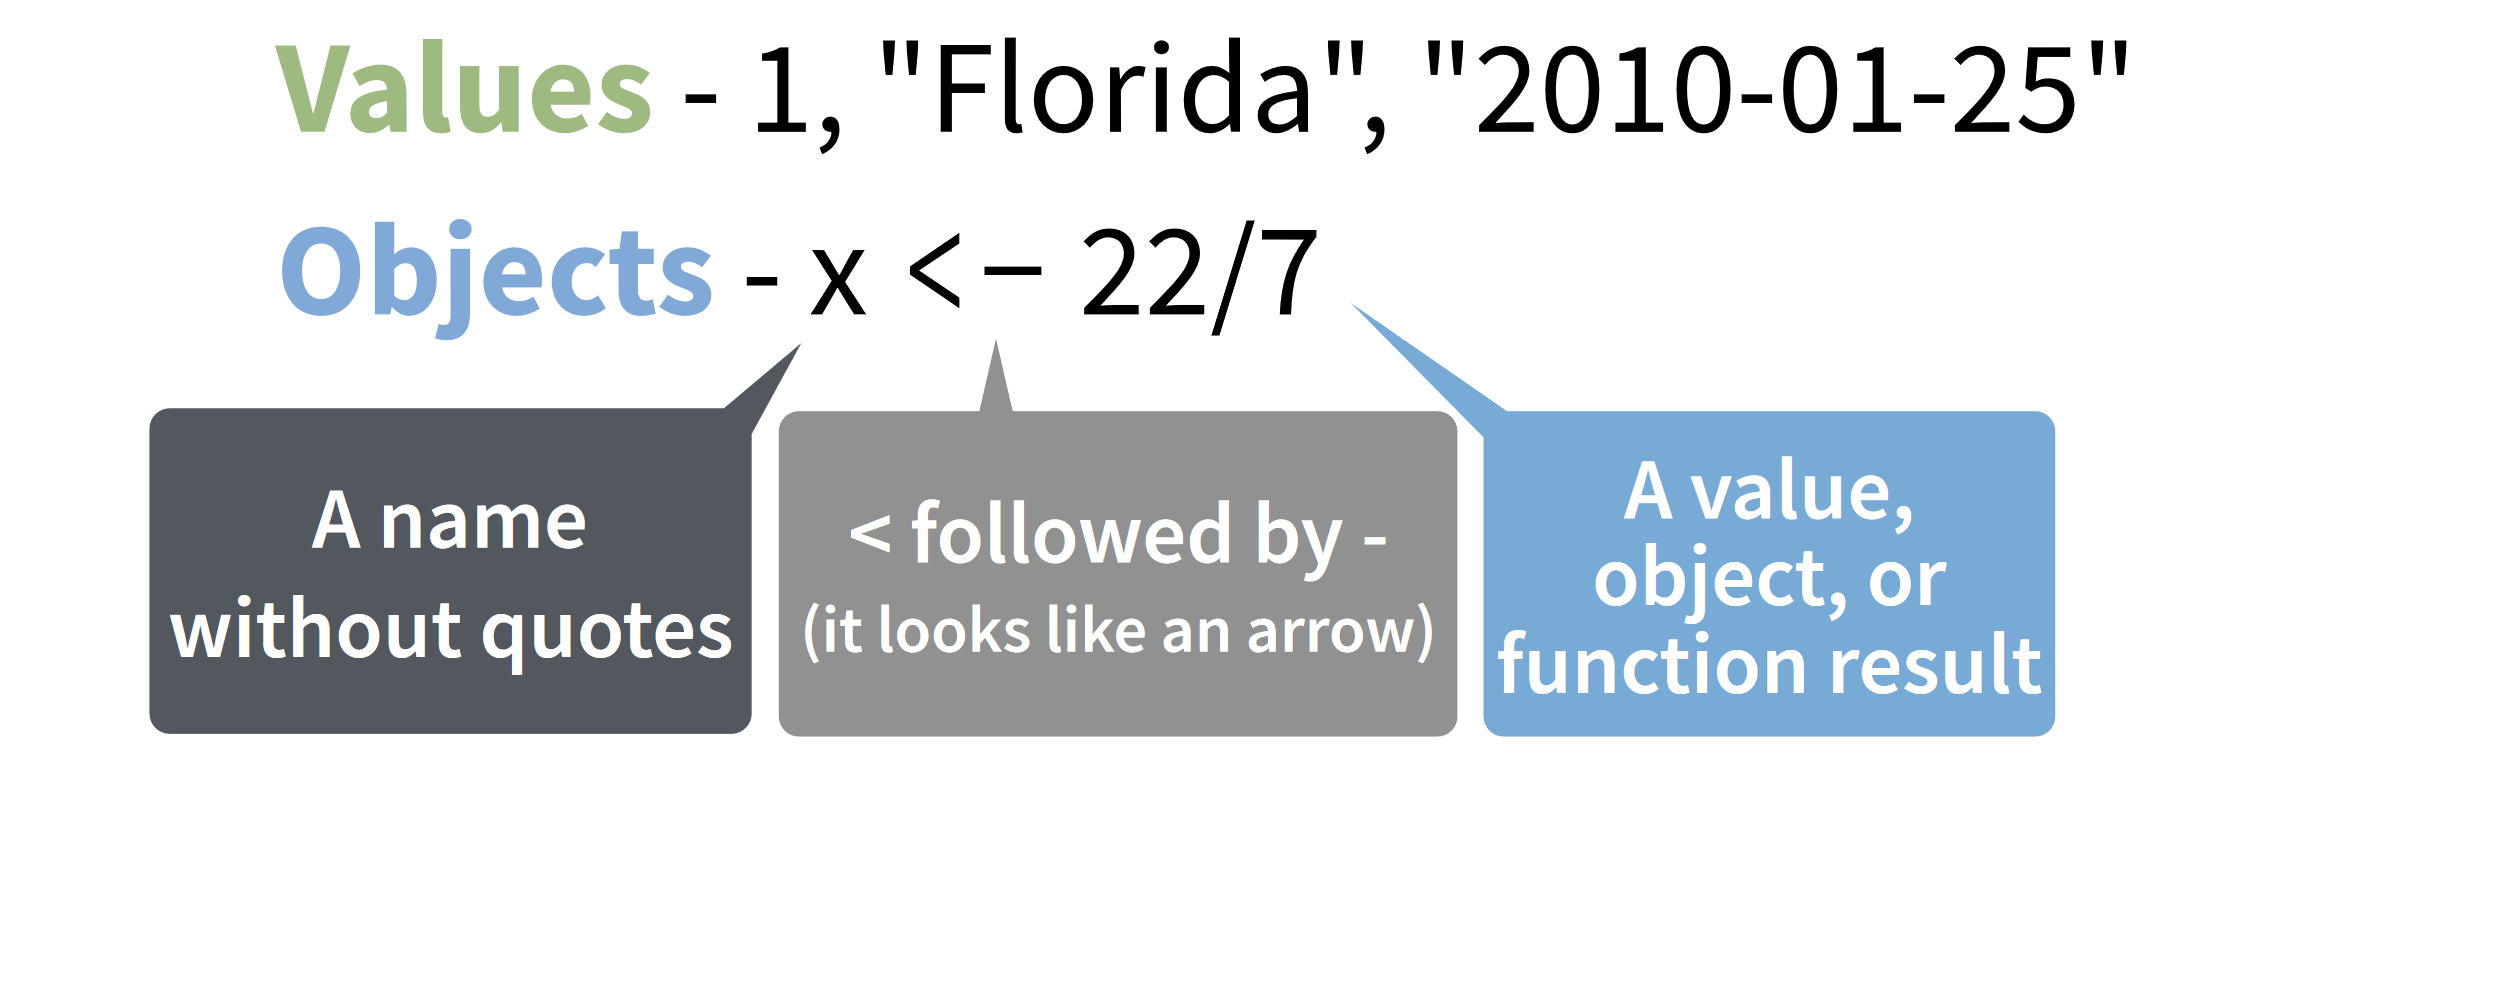 Values - 1, "Florida", "2010-01-25"
Objects - x <− 22/7
A name
without quotes
< followed by -
(it looks like an arrow)
A value,
object, or
function result